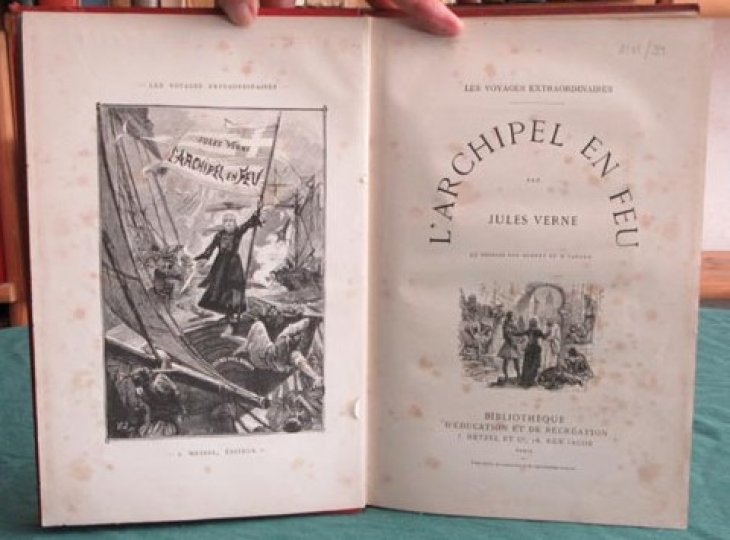 LES VOYAGES EXTRAORDINAIRES
JULES VERNE
L'ARCHIPEL EN FEU
J. HETZEL, ÉDITEUR
LES VOYAGES EXTRAORDINAIRES
L'ARCHIPEL EN FEU
PAR
JULES VERNE
BIBLIOTHÈQUE
D'ÉDUCATION ET DE RÉCRÉATION
J. HETZEL ET Cie, 18, RUE JACOB
PARIS